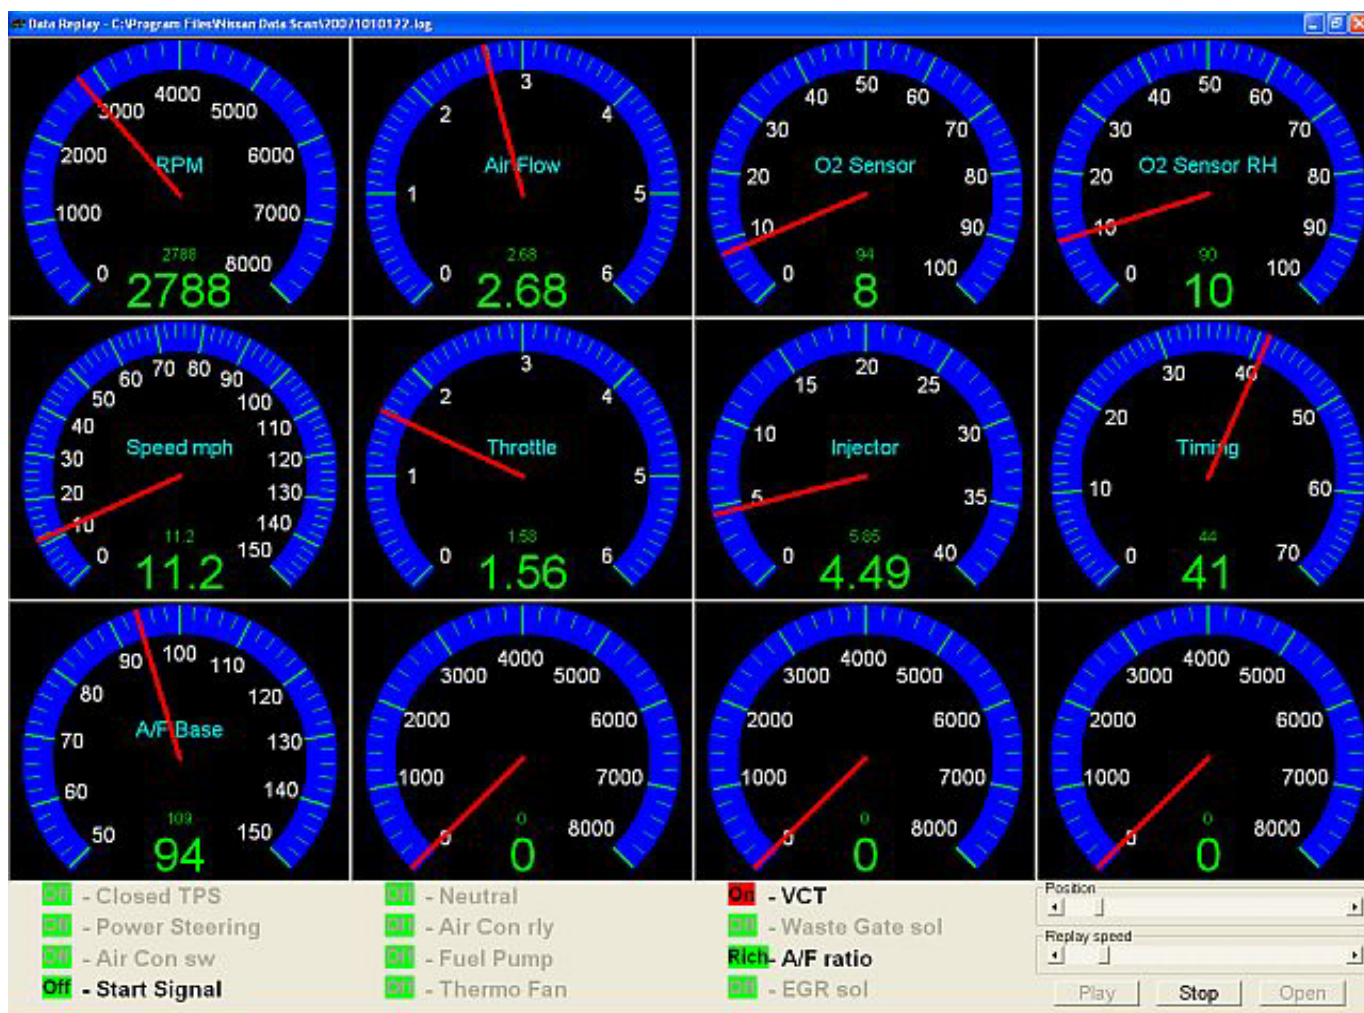 Data Replay - C:\Program Files\Nissan Data Scan\20071010122.log
0 1000 2000 3000 4000 5000 6000 7000 8000
RPM
2788
2788
0 1 2 3 4 5 6
Air Flow
2.68
2.68
0 10 20 30 40 50 60 70 80 90 100
O2 Sensor
94
8
0 10 20 30 40 50 60 70 80 90 100
O2 Sensor RH
90
10
0 10 20 30 40 50 60 70 80 90 100 110 120 130 140 150
Speed mph
11.2
11.2
0 1 2 3 4 5 6
Throttle
1.58
1.56
0 5 10 15 20 25 30 35 40
Injector
5.85
4.49
0 10 20 30 40 50 60 70
Timing
44
41
50 60 70 80 90 100 110 120 130 140 150
A/F Base
109
94
0 1000 2000 3000 4000 5000 6000 7000 8000
0
0
0 1000 2000 3000 4000 5000 6000 7000 8000
0
0
0 1000 2000 3000 4000 5000 6000 7000 8000
0
0
Off - Closed TPS
Off - Power Steering
Off - Air Con sw
Off - Start Signal
Off - Neutral
Off - Air Con rly
Off - Fuel Pump
Off - Thermo Fan
On - VCT
Off - Waste Gate sol
Rich - A/F ratio
Off - EGR sol
Position
Replay speed
Play Stop Open